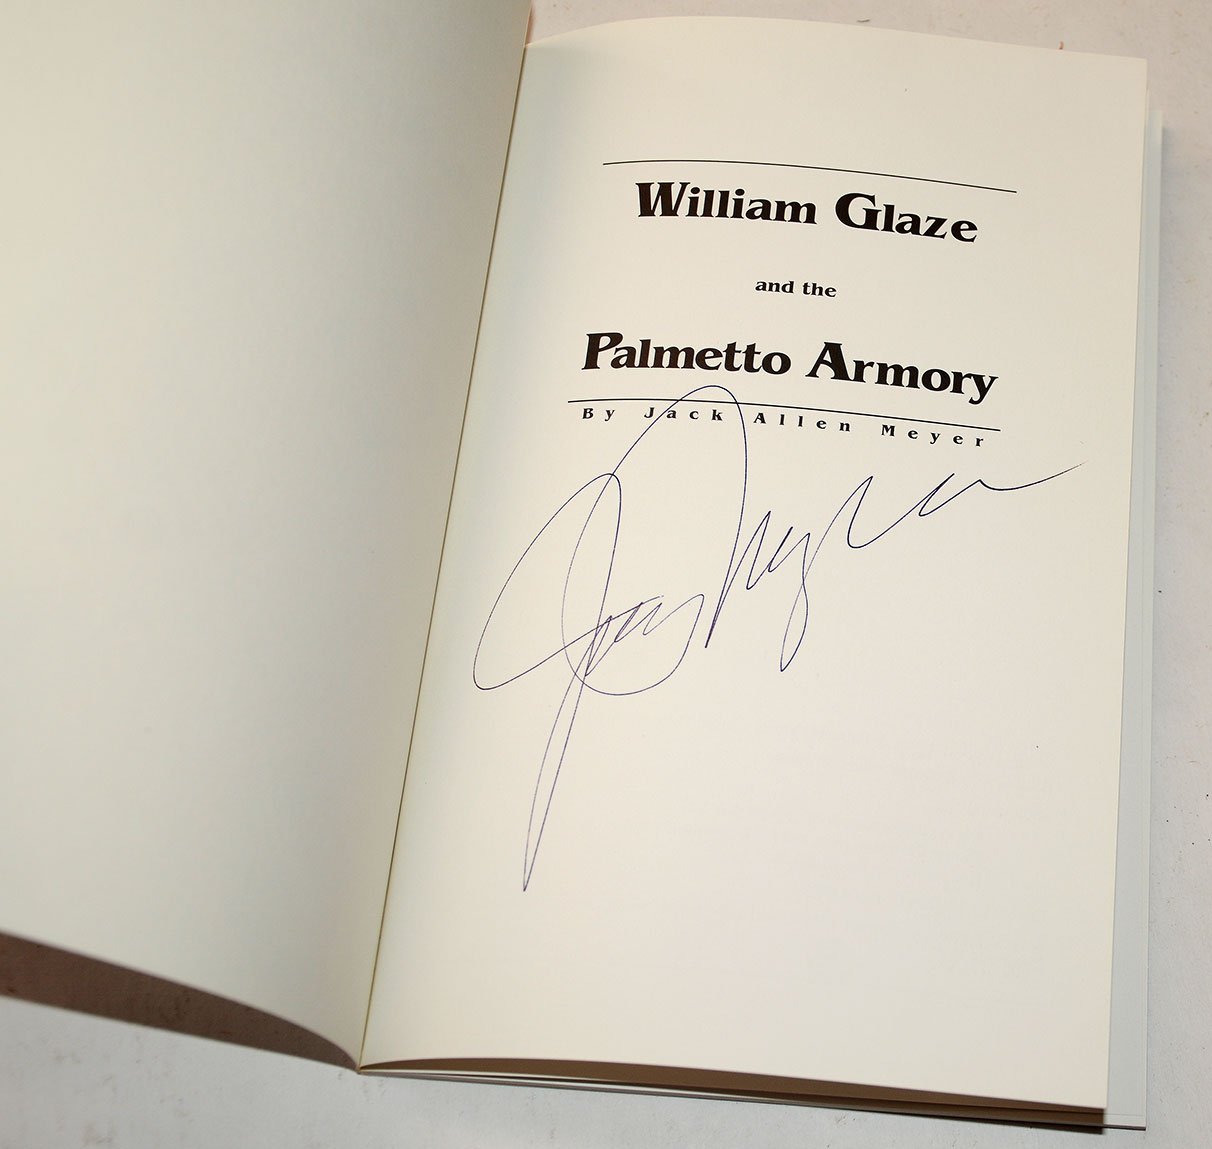 William Glaze
and the
Palmetto Armory
By Jack Allen Meyer